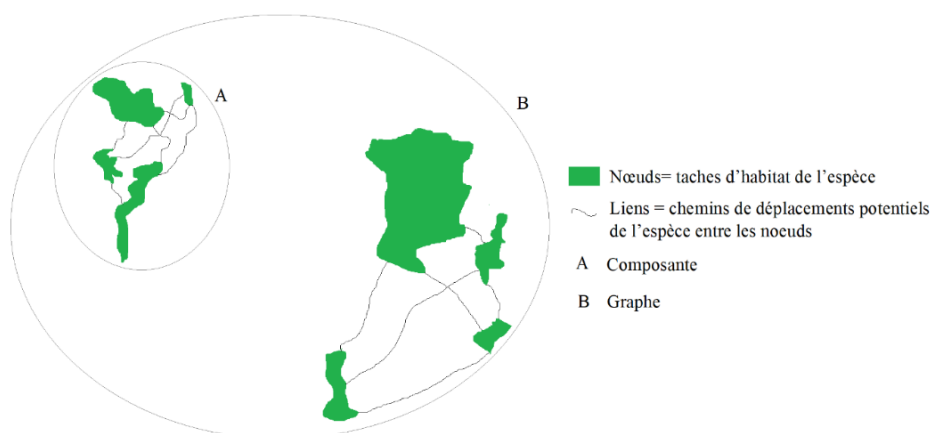 A
B
Nœuds= taches d'habitat de l'espèce
Liens = chemins de déplacements potentiels
de l'espèce entre les noeuds
A Composante
B Graphe